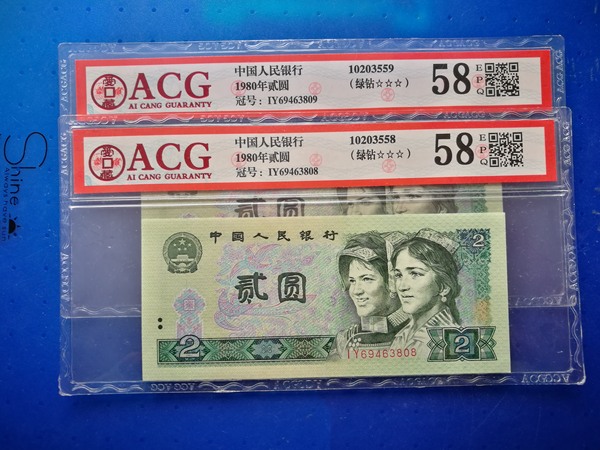 ACG
AI CANG GUARANTY
中国人民银行
1980年贰圆
冠号：IY69463809
10203559
（绿钻☆☆☆）
58
EPQ
ACG
AI CANG GUARANTY
中国人民银行
1980年贰圆
冠号：IY69463808
10203558
（绿钻☆☆☆）
58
EPQ
贰圆
中国人民银行
2
贰圆
2
IY69463808
2
Shine